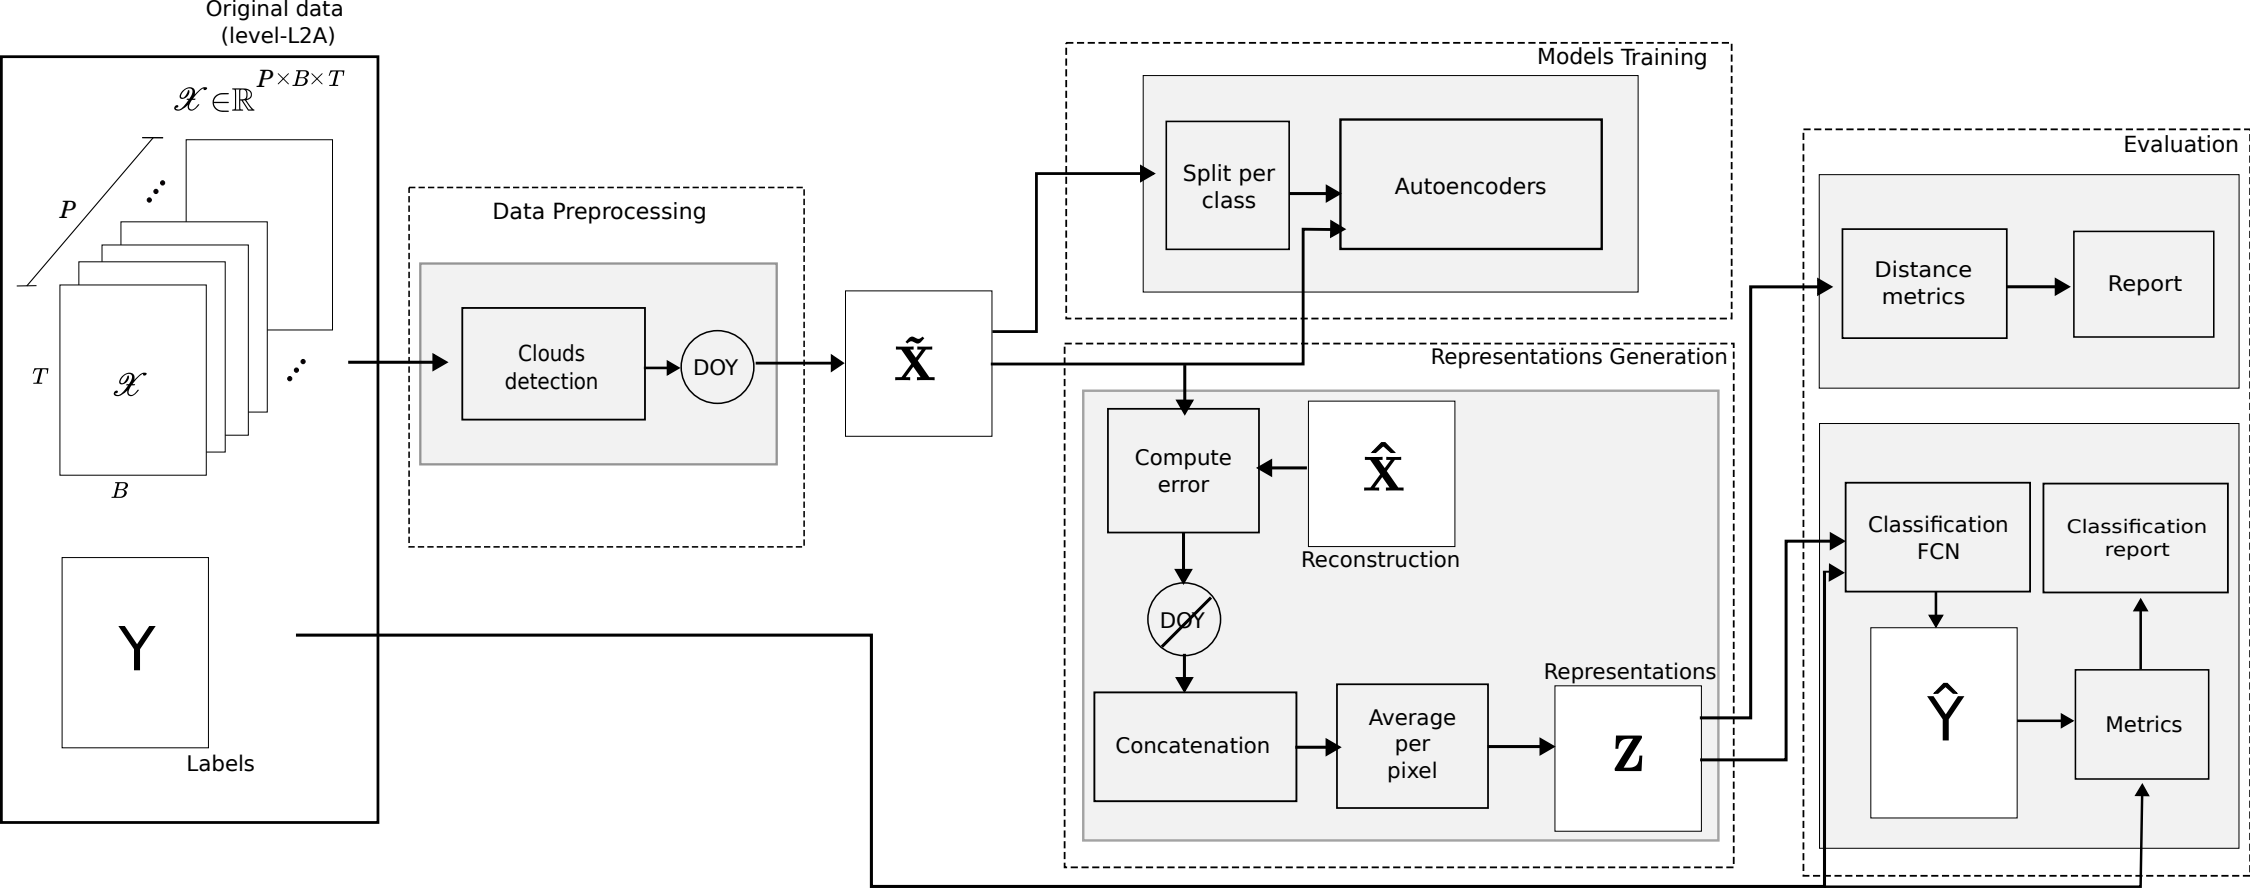 Original data
(level-L2A)
𝒳 ∈ ℝ^{P×B×T}
P
T
𝒳
B
Y
Labels
Data Preprocessing
Clouds
detection
DOY
X̃
Models Training
Split per
class
Autoencoders
Representations Generation
Compute
error
X̂
Reconstruction
DOY
Concatenation
Average
per
pixel
Representations
Z
Evaluation
Distance
metrics
Report
Classification
FCN
Classification
report
Ŷ
Metrics